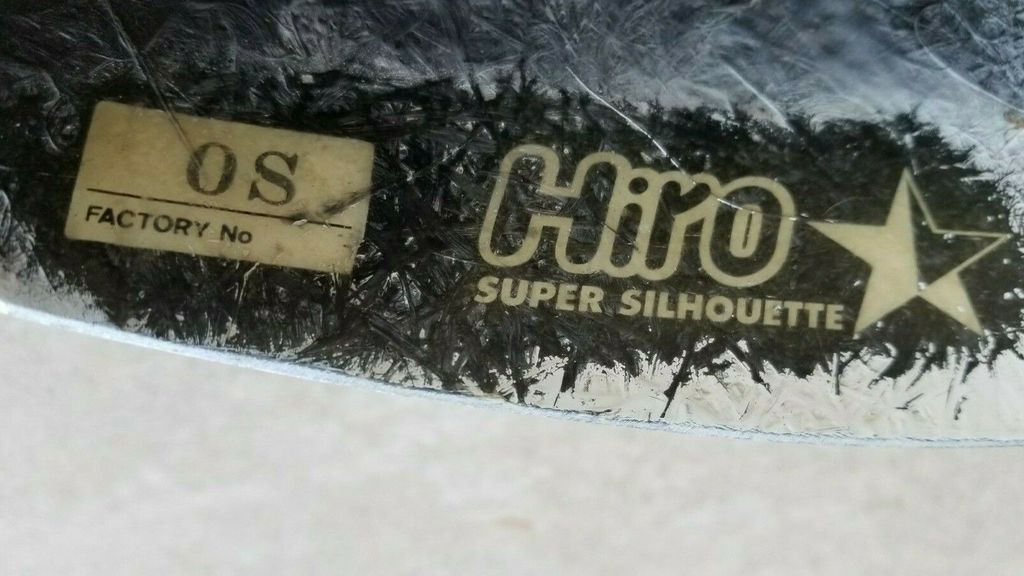 OS
FACTORY No
Hiro
SUPER SILHOUETTE